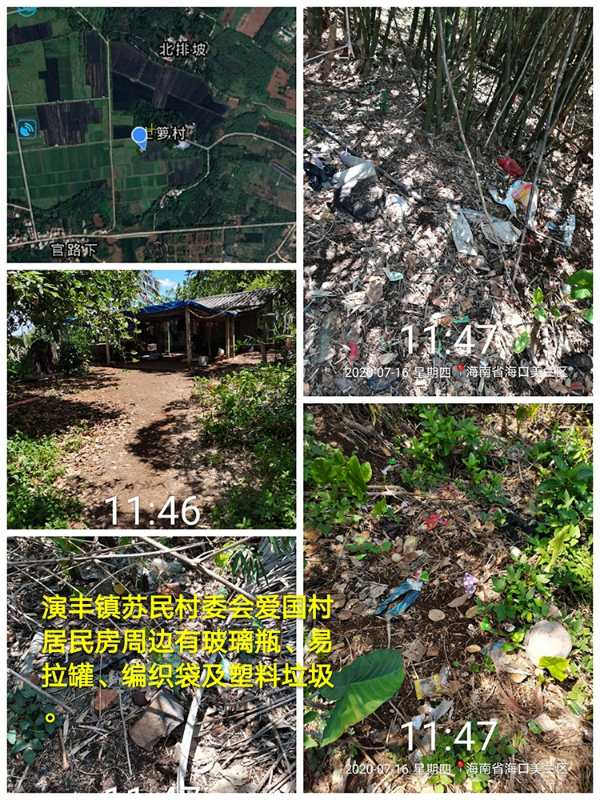 北排坡
村
官路下
11:47
2020-07-16 星期四 海南省海口美兰区
11:46
演丰镇苏民村委会爱国村
居民房周边有玻璃瓶、易
拉罐、编织袋及塑料垃圾
。
11:47
11:47
2020-07-16 星期四 海南省海口美兰区